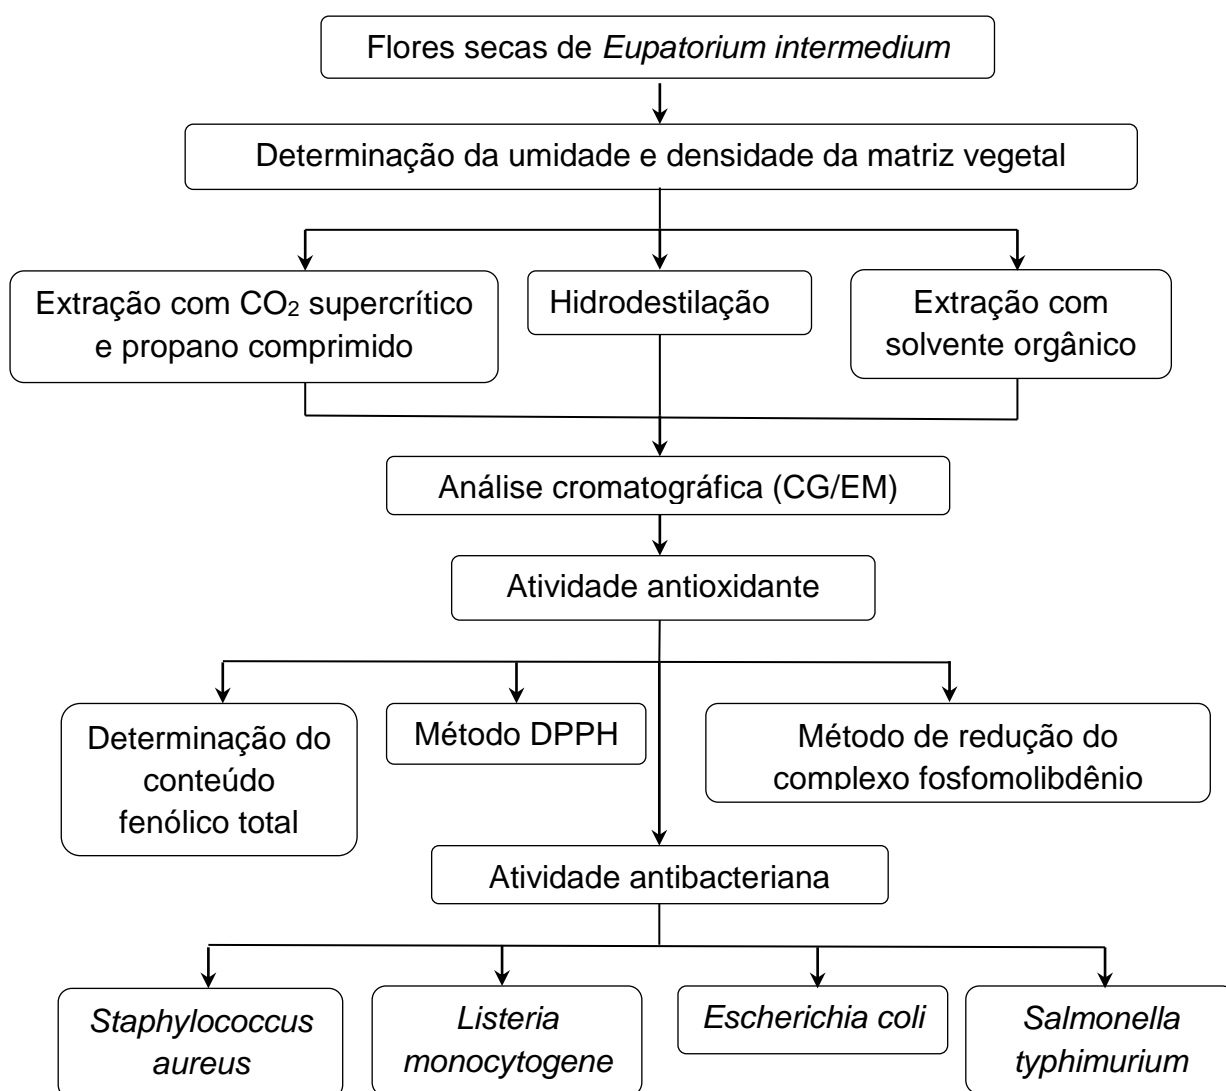 Flores secas de Eupatorium intermedium
Determinação da umidade e densidade da matriz vegetal
Extração com CO₂ supercrítico
e propano comprimido
Hidrodestilação
Extração com
solvente orgânico
Análise cromatográfica (CG/EM)
Atividade antioxidante
Determinação do
conteúdo
fenólico total
Método DPPH
Método de redução do
complexo fosfomolibdênio
Atividade antibacteriana
Staphylococcus
aureus
Listeria
monocytogene
Escherichia coli
Salmonella
typhimurium